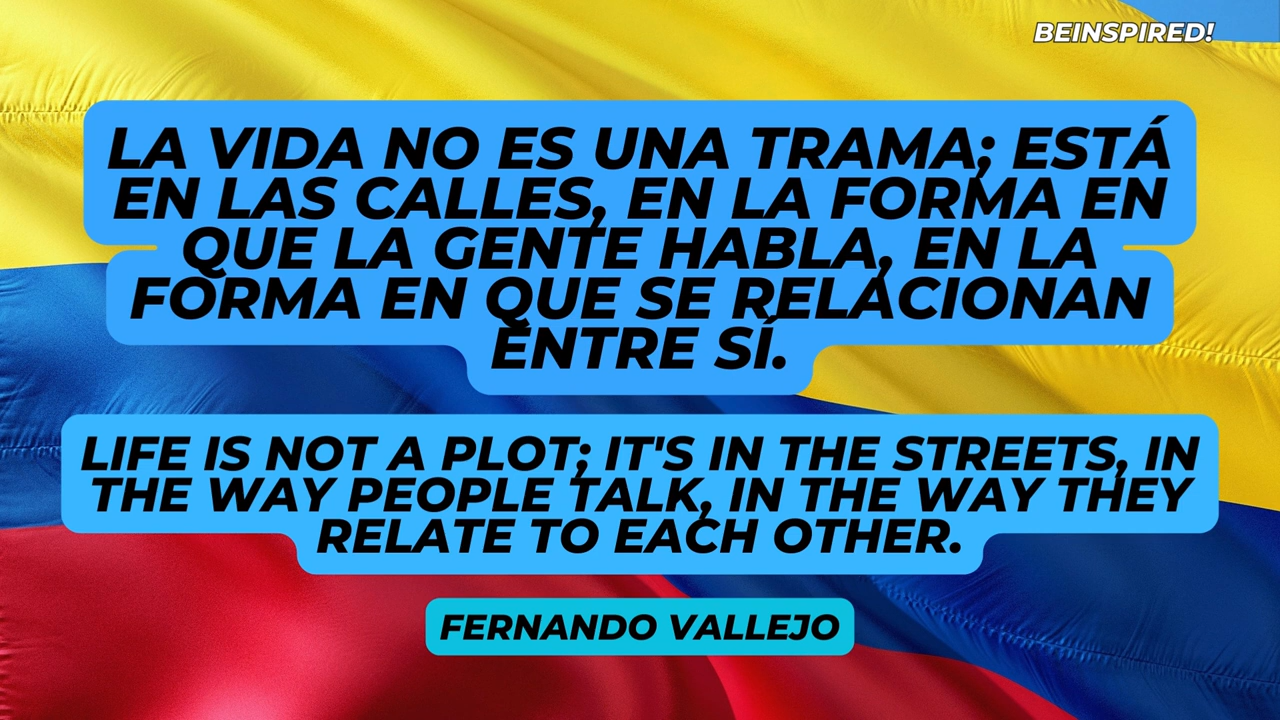 BEINSPIRED!
LA VIDA NO ES UNA TRAMA; ESTÁ
EN LAS CALLES, EN LA FORMA EN
QUE LA GENTE HABLA, EN LA
FORMA EN QUE SE RELACIONAN
ENTRE SÍ.
LIFE IS NOT A PLOT; IT'S IN THE STREETS, IN
THE WAY PEOPLE TALK, IN THE WAY THEY
RELATE TO EACH OTHER.
FERNANDO VALLEJO